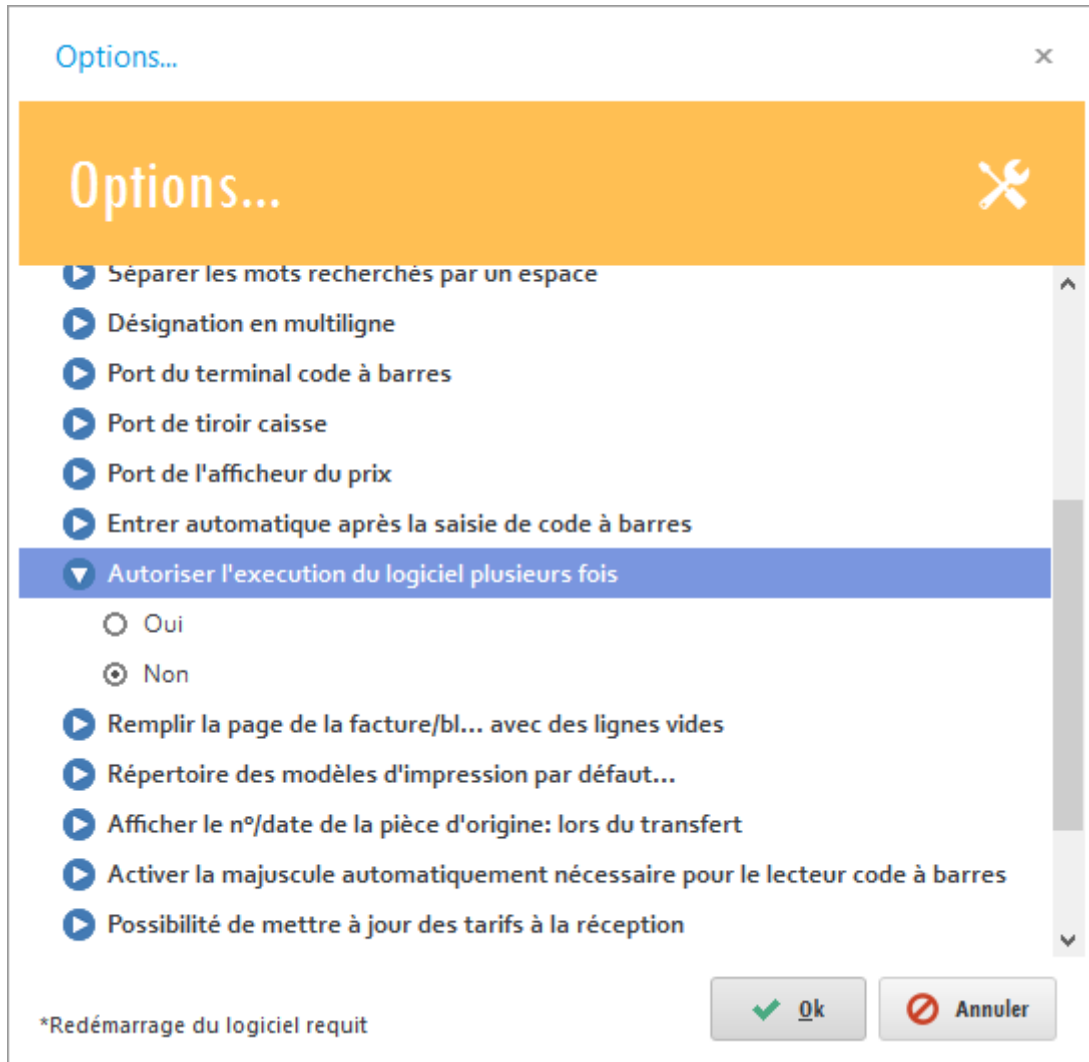 Options...
Options...
Séparer les mots recherchés par un espace
Désignation en multiligne
Port du terminal code à barres
Port de tiroir caisse
Port de l'afficheur du prix
Entrer automatique après la saisie de code à barres
Autoriser l'execution du logiciel plusieurs fois
Oui
Non
Remplir la page de la facture/bl... avec des lignes vides
Répertoire des modèles d'impression par défaut...
Afficher le nº/date de la pièce d'origine: lors du transfert
Activer la majuscule automatiquement nécessaire pour le lecteur code à barres
Possibilité de mettre à jour des tarifs à la réception
*Redémarrage du logiciel requit
Ok
Annuler